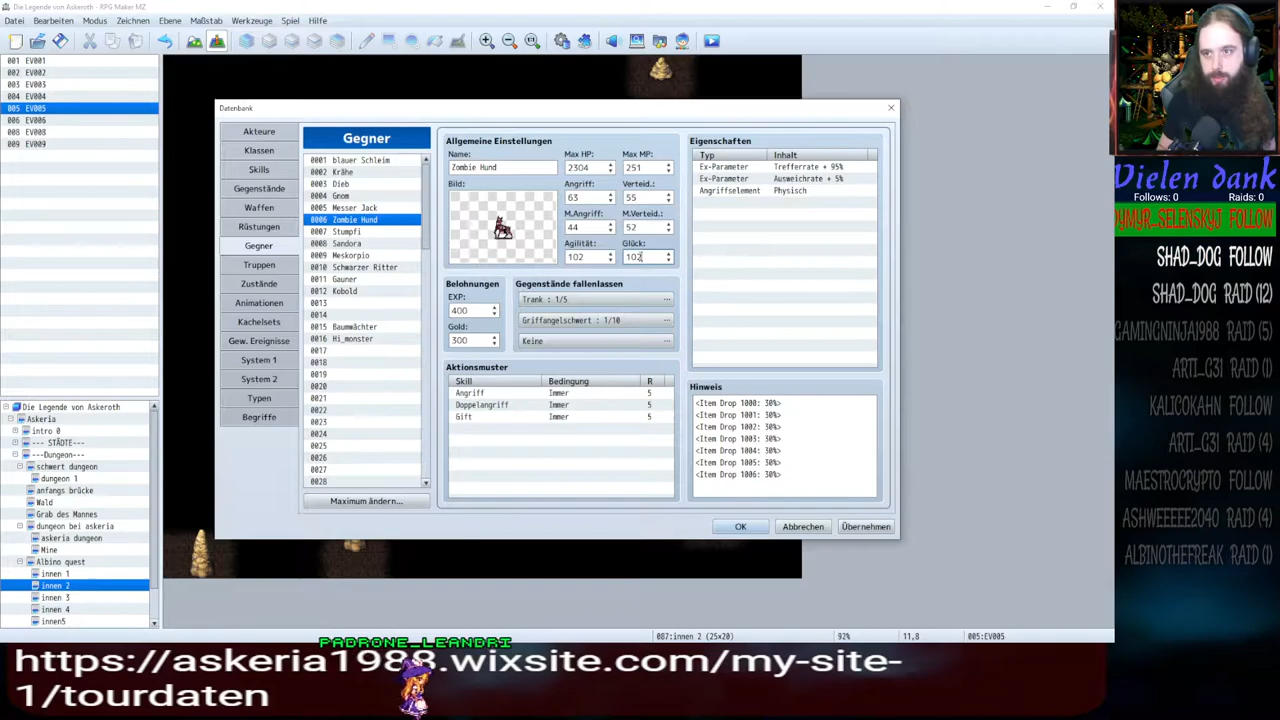 Die Legende von Askeroth - RPG Maker MZ
Datei Bearbeiten Modus Zeichnen Ebene Maßstab Werkzeuge Spiel Hilfe
001 EV001
002 EV002
003 EV003
004 EV004
005 EV005
006 EV006
008 EV008
009 EV009
Die Legende von Askeroth
Askeria
intro 0
--- STÄDTE---
---Dungeon---
schwert dungeon
dungeon 1
anfangs brücke
Wald
Grab des Mannes
dungeon bei askeria
askeria dungeon
Mine
Albino quest
innen 1
innen 2
innen 3
innen 4
innen5
Datenbank
Akteure
Klassen
Skills
Gegenstände
Waffen
Rüstungen
Gegner
Truppen
Zustände
Animationen
Kachelsets
Gew. Ereignisse
System 1
System 2
Typen
Begriffe
Gegner
0001 blauer Schleim
0002 Krähe
0003 Dieb
0004 Gnom
0005 Messer Jack
0006 Zombie Hund
0007 Stumpfi
0008 Sandora
0009 Meskorpio
0010 Schwarzer Ritter
0011 Gauner
0012 Kobold
0013
0014
0015 Baumwächter
0016 Hi_monster
0017
0018
0019
0020
0021
0022
0023
0024
0025
0026
0027
0028
Maximum ändern...
Allgemeine Einstellungen
Name:
Zombie Hund
Bild:
Max HP: Max MP:
2304 251
Angriff: Verteid.:
63 55
M.Angriff: M.Verteid.:
44 52
Agilität: Glück:
102 102
Belohnungen
EXP:
400
Gold:
300
Gegenstände fallenlassen
Trank : 1/5 ...
Griffangelschwert : 1/10 ...
Keine ...
Aktionsmuster
Skill Bedingung R
Angriff Immer 5
Doppelangriff Immer 5
Gift Immer 5
Eigenschaften
Typ Inhalt
Ex-Parameter Trefferrate + 95%
Ex-Parameter Ausweichrate + 5%
Angriffselement Physisch
Hinweis
<Item Drop 1000: 30%>
<Item Drop 1001: 30%>
<Item Drop 1002: 30%>
<Item Drop 1003: 30%>
<Item Drop 1004: 30%>
<Item Drop 1005: 30%>
<Item Drop 1006: 30%>
OK Abbrechen Übernehmen
087:innen 2 (25x20) 92% 11,8 005:EV005
Vielen dank
Follows: 0 Raids: 0
DYMYR_SELENSKYJ FOLLOW
SHAD_DOG FOLLOW
SHAD_DOG RAID (12)
GAMINGNINJA1988 RAID (5)
ARTI_G31 RAID (4)
KALICOKAHN FOLLOW
ARTI_G31 RAID (4)
MAESTROCRYPTO FOLLOW
ASHWEEEEE2040 RAID (4)
ALBINOTHEFREAK RAID (1)
PADRONE_LEANDRI
https://askeria1988.wixsite.com/my-site-
1/tourdaten